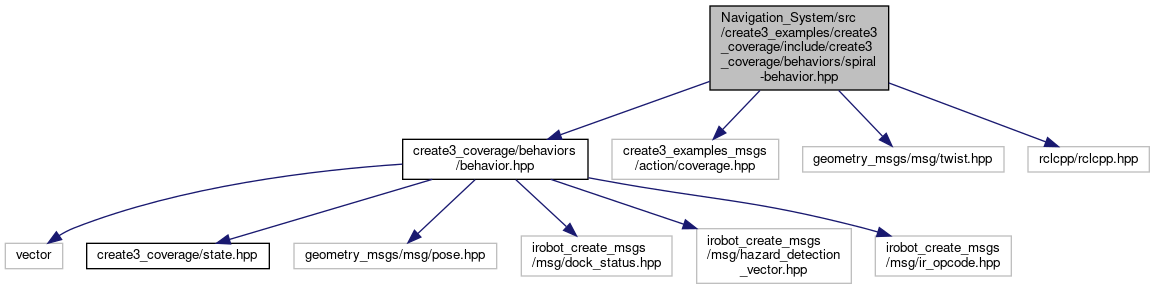 Navigation_System/src
/create3_examples/create3
_coverage/include/create3
_coverage/behaviors/spiral
-behavior.hpp
create3_coverage/behaviors
/behavior.hpp
create3_examples_msgs
/action/coverage.hpp
geometry_msgs/msg/twist.hpp
rclcpp/rclcpp.hpp
vector
create3_coverage/state.hpp
geometry_msgs/msg/pose.hpp
irobot_create_msgs
/msg/dock_status.hpp
irobot_create_msgs
/msg/hazard_detection
_vector.hpp
irobot_create_msgs
/msg/ir_opcode.hpp